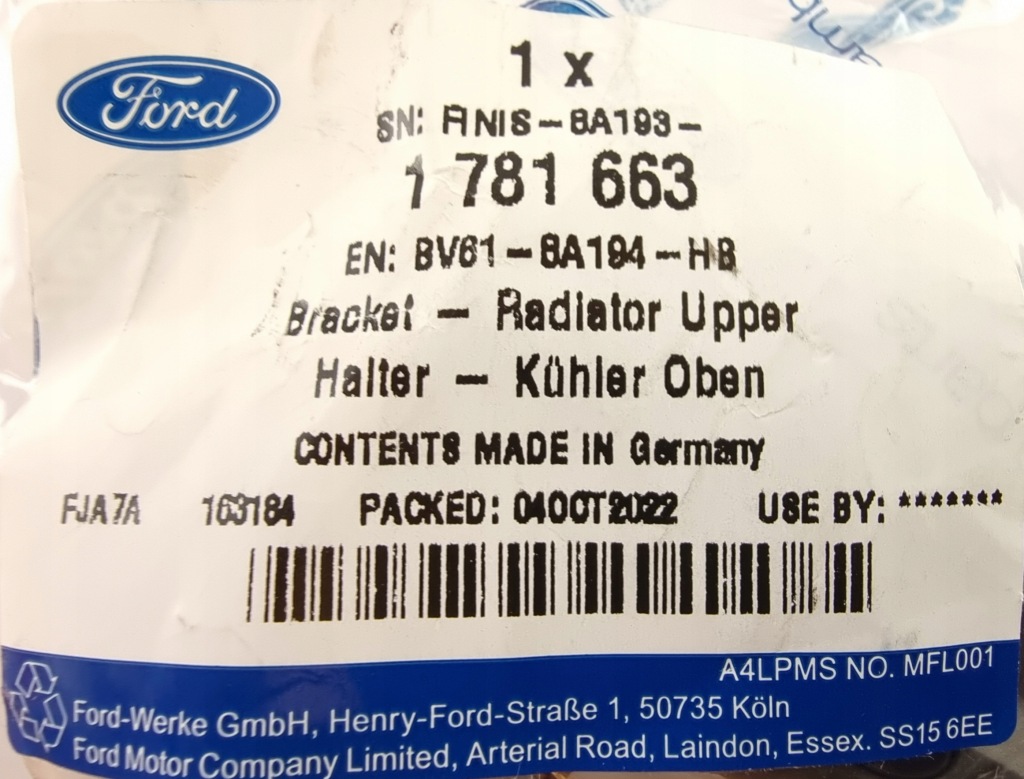 Ford
1 x
SN: FINIS-8A193-
1 781 663
EN: BV61-8A194-HB
Bracket - Radiator Upper
Halter - Kühler Oben
CONTENTS MADE IN Germany
FJA7A 163184 PACKED: 04OCT2022 USE BY: *******
A4LPMS NO. MFL001
Ford-Werke GmbH, Henry-Ford-Straße 1, 50735 Köln
Ford Motor Company Limited, Arterial Road, Laindon, Essex. SS15 6EE